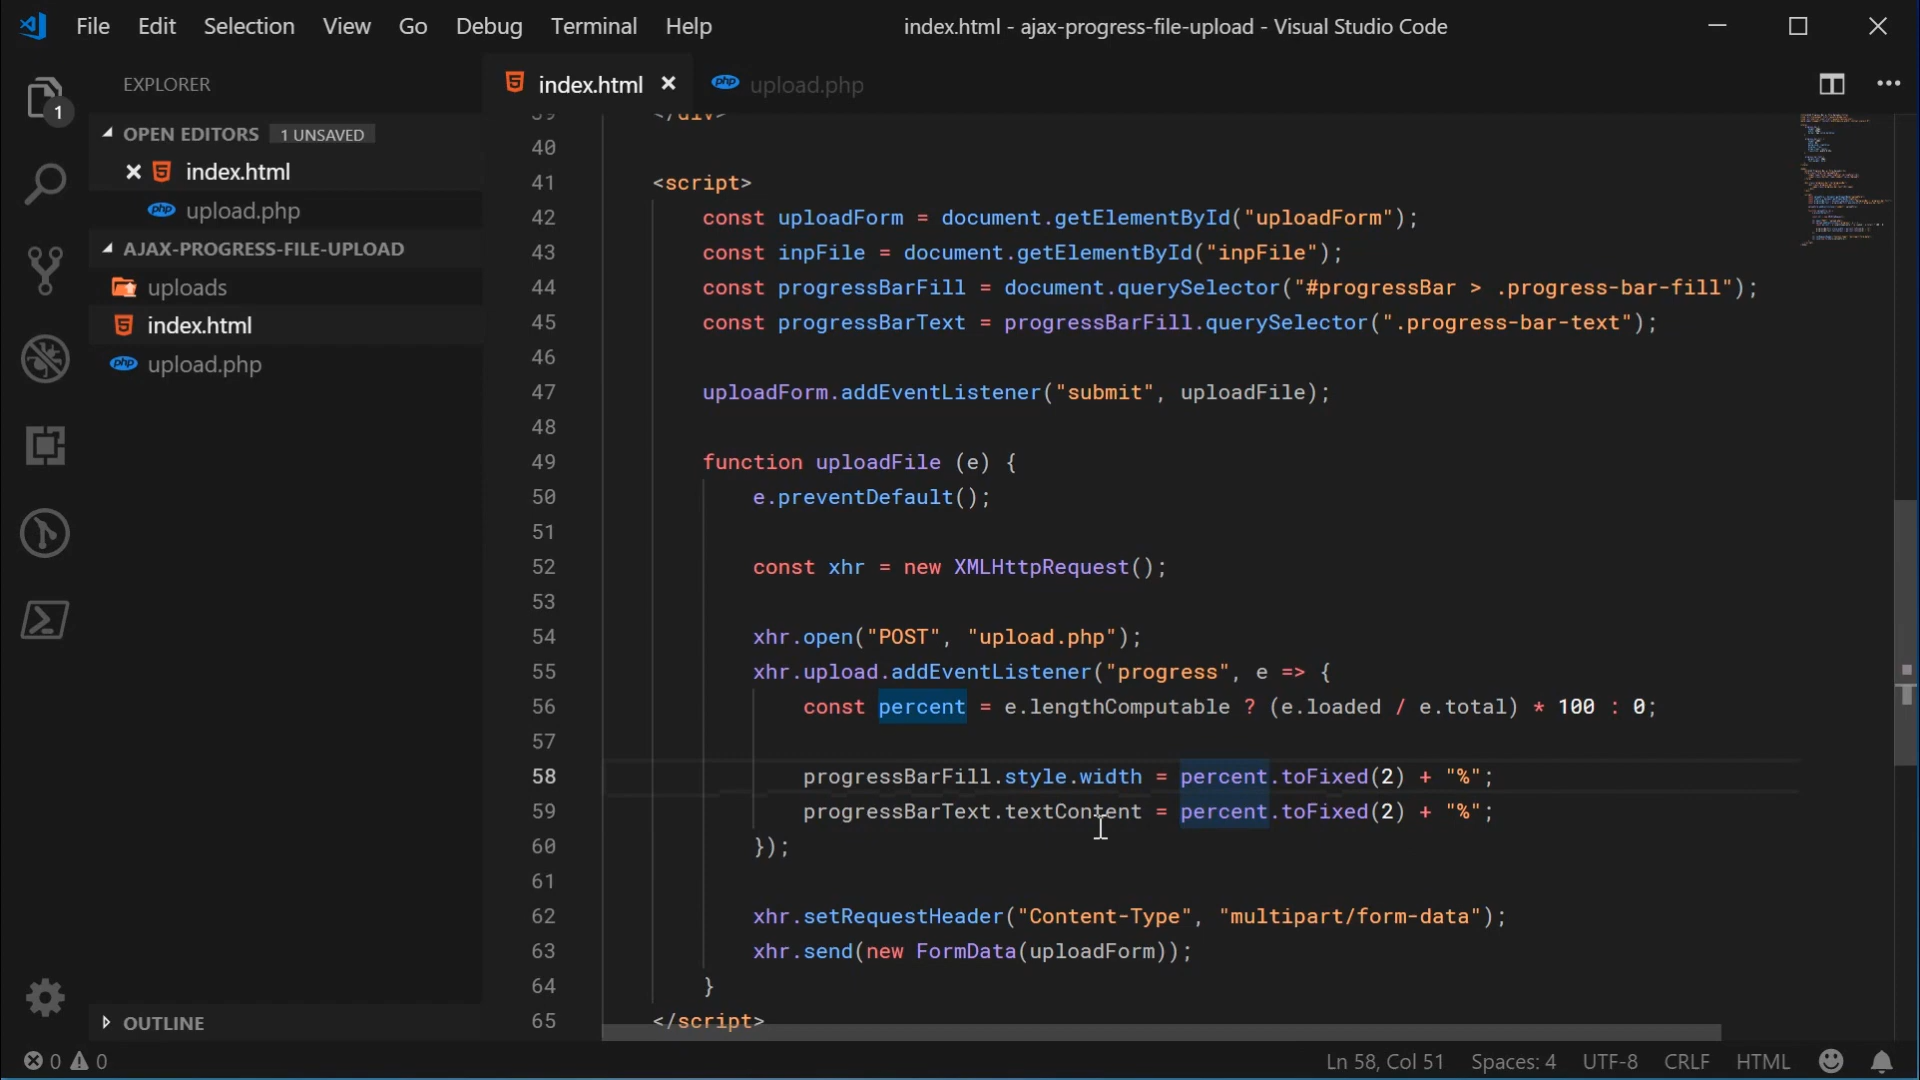 File Edit Selection View Go Debug Terminal Help index.html - ajax-progress-file-upload - Visual Studio Code
EXPLORER
index.html
php upload.php
1
OPEN EDITORS 1 UNSAVED
index.html
php upload.php
AJAX-PROGRESS-FILE-UPLOAD
uploads
index.html
php upload.php
OUTLINE
39 </div>
40
41 <script>
42 const uploadForm = document.getElementById("uploadForm");
43 const inpFile = document.getElementById("inpFile");
44 const progressBarFill = document.querySelector("#progressBar > .progress-bar-fill");
45 const progressBarText = progressBarFill.querySelector(".progress-bar-text");
46
47 uploadForm.addEventListener("submit", uploadFile);
48
49 function uploadFile (e) {
50 e.preventDefault();
51
52 const xhr = new XMLHttpRequest();
53
54 xhr.open("POST", "upload.php");
55 xhr.upload.addEventListener("progress", e => {
56 const percent = e.lengthComputable ? (e.loaded / e.total) * 100 : 0;
57
58 progressBarFill.style.width = percent.toFixed(2) + "%";
59 progressBarText.textContent = percent.toFixed(2) + "%";
60 });
61
62 xhr.setRequestHeader("Content-Type", "multipart/form-data");
63 xhr.send(new FormData(uploadForm));
64 }
65 </script>
0 0 Ln 58, Col 51 Spaces: 4 UTF-8 CRLF HTML